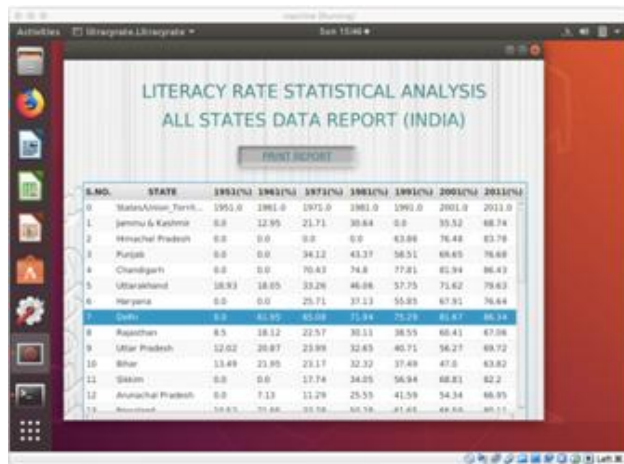 Activities literacyrate.Literacyrate Sun 15:46
LITERACY RATE STATISTICAL ANALYSIS
ALL STATES DATA REPORT (INDIA)
PRINT REPORT
S.NO. STATE 1951(%) 1961(%) 1971(%) 1981(%) 1991(%) 2001(%) 2011(%)
0 States/Union Territ... 1951.0 1961.0 1971.0 1981.0 1991.0 2001.0 2011.0
1 Jammu & Kashmir 0.0 12.95 21.71 30.64 0.0 55.52 68.74
2 Himachal Pradesh 0.0 0.0 0.0 0.0 63.86 76.48 83.78
3 Punjab 0.0 0.0 34.12 43.37 58.51 69.65 76.68
4 Chandigarh 0.0 0.0 70.43 74.8 77.81 81.94 86.43
5 Uttarakhand 18.93 18.05 33.26 46.06 57.75 71.62 79.63
6 Haryana 0.0 0.0 25.71 37.13 55.85 67.91 76.64
7 Delhi 0.0 61.95 65.08 71.94 75.29 81.67 86.34
8 Rajasthan 8.5 18.12 22.57 30.11 38.55 60.41 67.06
9 Uttar Pradesh 12.02 20.87 23.99 32.65 40.71 56.27 69.72
10 Bihar 13.49 21.95 23.17 32.32 37.49 47.0 63.82
11 Sikkim 0.0 0.0 17.74 34.05 56.94 68.81 82.2
12 Arunachal Pradesh 0.0 7.13 11.29 25.55 41.59 54.34 66.95
13 Nagaland
Left ⌘